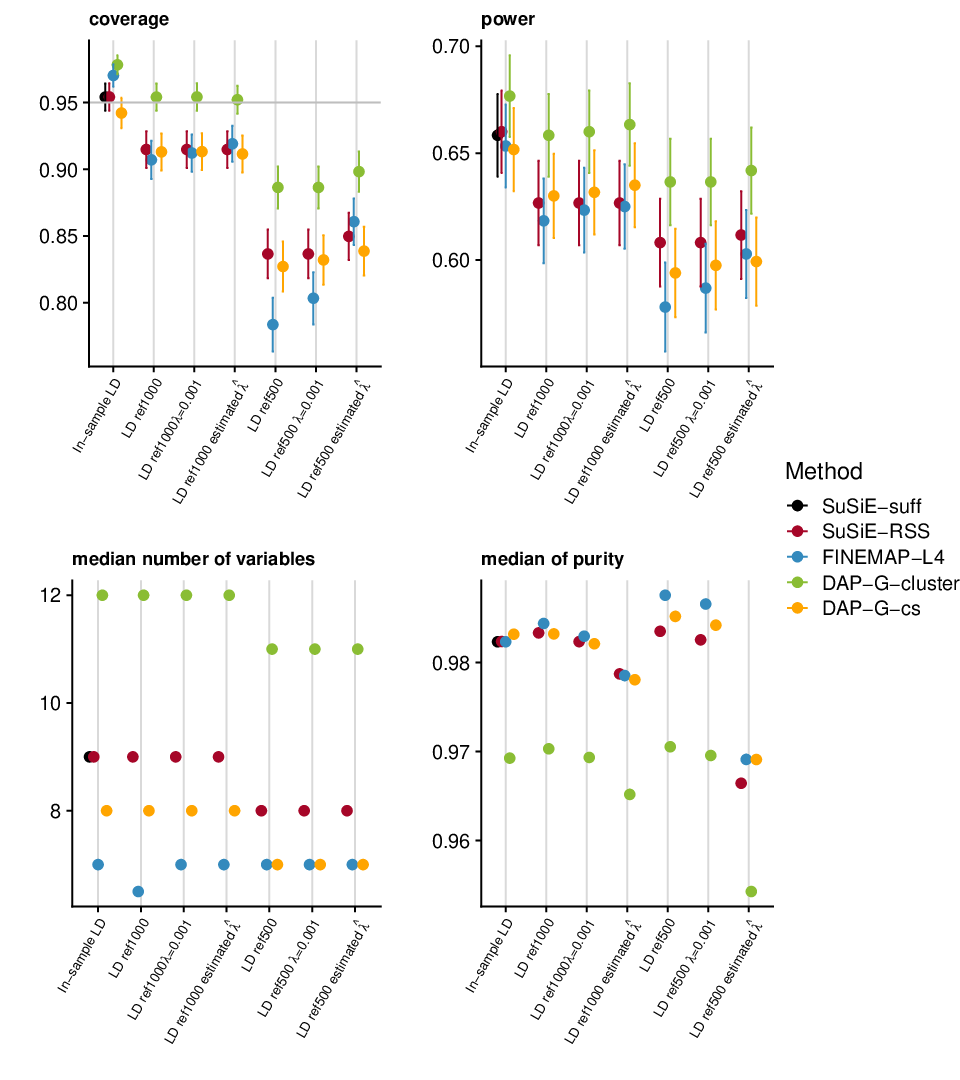 coverage
0.95
0.90
0.85
0.80
In−sample LD
LD ref1000
LD ref1000λ=0.001
LD ref1000 estimated λ̂
LD ref500
LD ref500 λ=0.001
LD ref500 estimated λ̂
power
0.70
0.65
0.60
In−sample LD
LD ref1000
LD ref1000λ=0.001
LD ref1000 estimated λ̂
LD ref500
LD ref500 λ=0.001
LD ref500 estimated λ̂
median number of variables
12
10
8
In−sample LD
LD ref1000
LD ref1000λ=0.001
LD ref1000 estimated λ̂
LD ref500
LD ref500 λ=0.001
LD ref500 estimated λ̂
median of purity
0.98
0.97
0.96
In−sample LD
LD ref1000
LD ref1000λ=0.001
LD ref1000 estimated λ̂
LD ref500
LD ref500 λ=0.001
LD ref500 estimated λ̂
Method
SuSiE−suff
SuSiE−RSS
FINEMAP−L4
DAP−G−cluster
DAP−G−cs